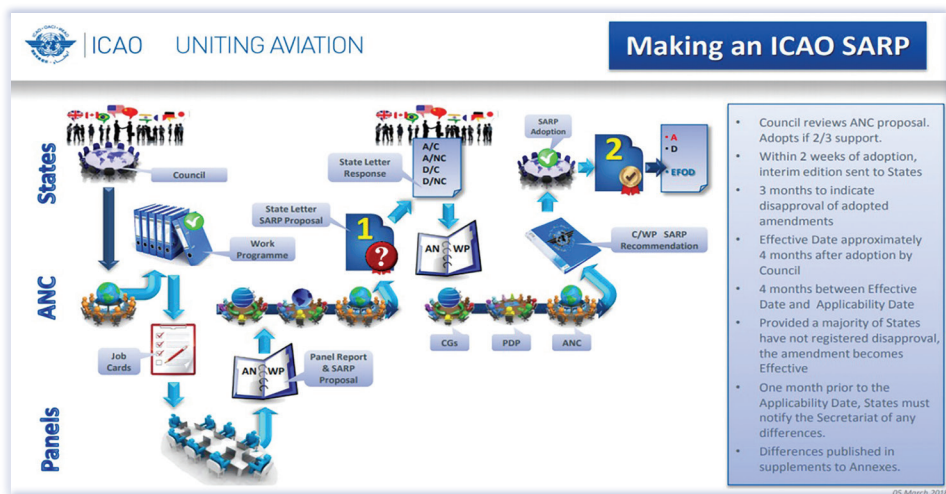 ICAO
UNITING AVIATION
Making an ICAO SARP
States
ANC
Panels
Council
Work
Programme
Job
Cards
AN WP
Panel Report
& SARP
Proposal
State Letter
SARP Proposal
1
?
State Letter
Response
A/C
A/NC
D/C
D/NC
AN WP
CGs
PDP
ANC
C/WP SARP
Recommendation
SARP
Adoption
2
• A
• D
• EFOD
• Council reviews ANC proposal.
Adopts if 2/3 support.
• Within 2 weeks of adoption,
interim edition sent to States
• 3 months to indicate
disapproval of adopted
amendments
• Effective Date approximately
4 months after adoption by
Council
• 4 months between Effective
Date and Applicability Date
• Provided a majority of States
have not registered disapproval,
the amendment becomes
Effective
• One month prior to the
Applicability Date, States must
notify the Secretariat of any
differences.
• Differences published in
supplements to Annexes.
05 March